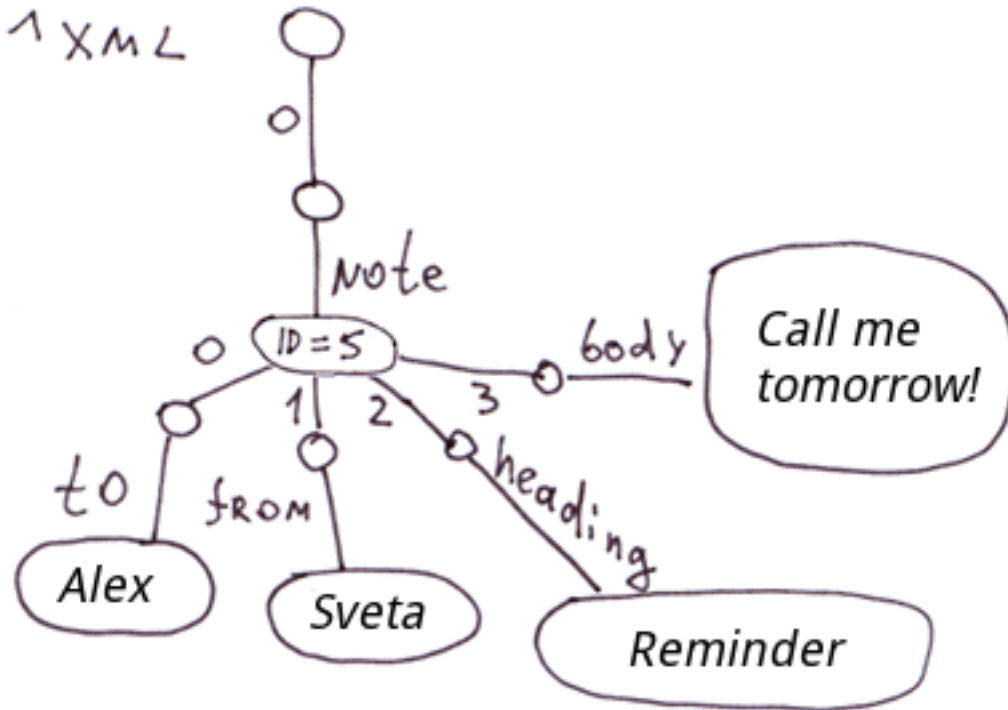 1 XML
0
Note
ID = 5
0
1
2
3
body
Call me
tomorrow!
to
from
heading
Alex
Sveta
Reminder